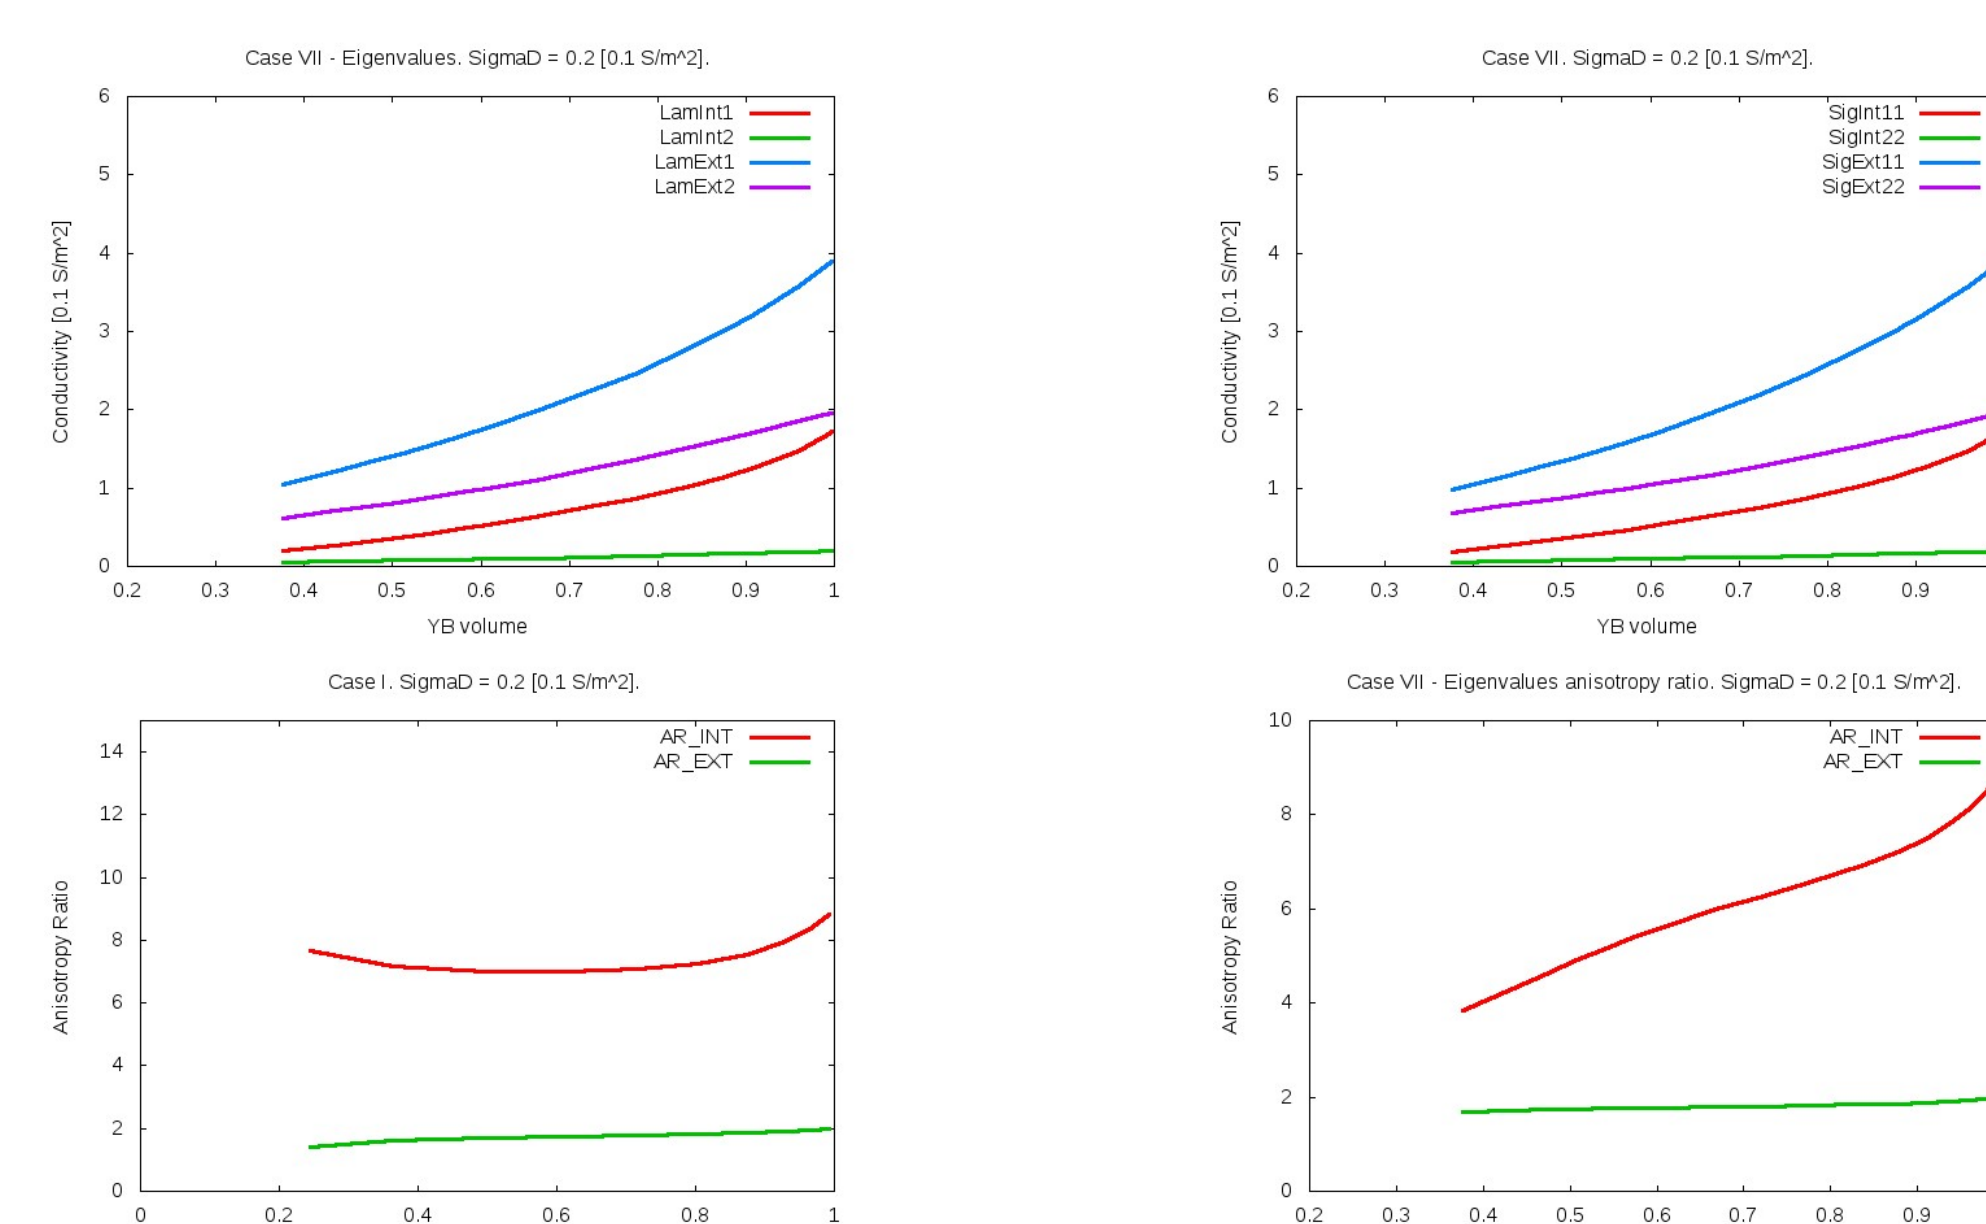 Case VII - Eigenvalues. SigmaD = 0.2 [0.1 S/m^2].
6
5
4
3
2
1
0
Conductivity [0.1 S/m^2]
LamInt1
LamInt2
LamExt1
LamExt2
0.2 0.3 0.4 0.5 0.6 0.7 0.8 0.9 1
YB volume
Case VII. SigmaD = 0.2 [0.1 S/m^2].
6
5
4
3
2
1
0
Conductivity [0.1 S/m^2]
SigInt11
SigInt22
SigExt11
SigExt22
0.2 0.3 0.4 0.5 0.6 0.7 0.8 0.9
YB volume
Case I. SigmaD = 0.2 [0.1 S/m^2].
14
12
10
8
6
4
2
0
Anisotropy Ratio
AR_INT
AR_EXT
0 0.2 0.4 0.6 0.8 1
Case VII - Eigenvalues anisotropy ratio. SigmaD = 0.2 [0.1 S/m^2].
10
8
6
4
2
0
Anisotropy Ratio
AR_INT
AR_EXT
0.2 0.3 0.4 0.5 0.6 0.7 0.8 0.9